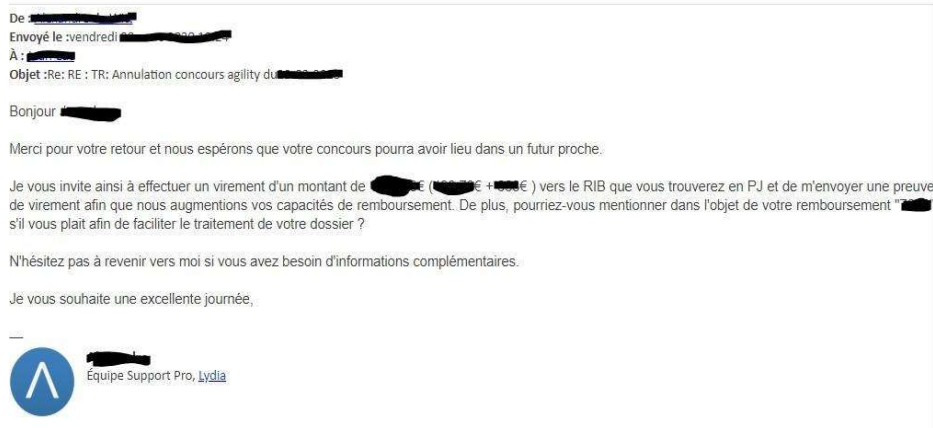 De :
Envoyé le :vendredi
À :
Objet :Re: RE : TR: Annulation concours agility du
Bonjour
Merci pour votre retour et nous espérons que votre concours pourra avoir lieu dans un futur proche.
Je vous invite ainsi à effectuer un virement d'un montant de € ( € + € ) vers le RIB que vous trouverez en PJ et de m'envoyer une preuve
de virement afin que nous augmentions vos capacités de remboursement. De plus, pourriez-vous mentionner dans l'objet de votre remboursement "
s'il vous plait afin de faciliter le traitement de votre dossier ?
N'hésitez pas à revenir vers moi si vous avez besoin d'informations complémentaires.
Je vous souhaite une excellente journée,
—
Équipe Support Pro, Lydia